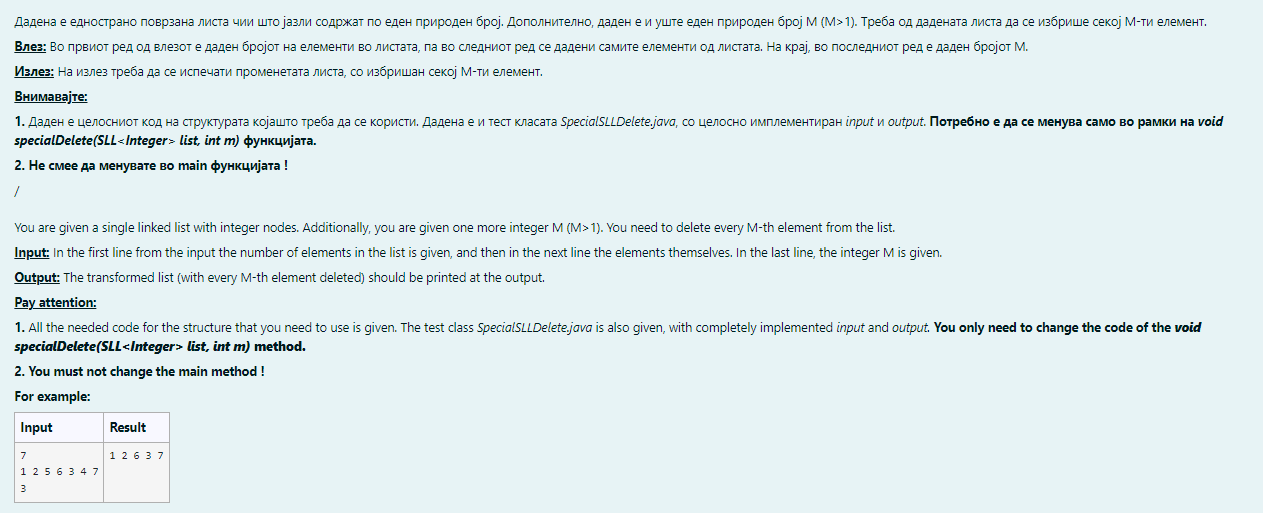 Дадена е еднострано поврзана листа чии што јазли содржат по еден природен број. Дополнително, даден е и уште еден природен број М (М>1). Треба од дадената листа да се избрише секој М-ти елемент.
Влез: Во првиот ред од влезот е даден бројот на елементи во листата, па во следниот ред се дадени самите елементи од листата. На крај, во последниот ред е даден бројот М.
Излез: На излез треба да се испечати променетата листа, со избришан секој М-ти елемент.
Внимавајте:
1. Даден е целосниот код на структурата којашто треба да се користи. Дадена е и тест класата SpecialSLLDelete.java, со целосно имплементиран input и output. Потребно е да се менува само во рамки на void
specialDelete(SLL<Integer> list, int m) функцијата.
2. Не смее да менувате во main функцијата !
/
You are given a single linked list with integer nodes. Additionally, you are given one more integer M (M>1). You need to delete every M-th element from the list.
Input: In the first line from the input the number of elements in the list is given, and then in the next line the elements themselves. In the last line, the integer M is given.
Output: The transformed list (with every M-th element deleted) should be printed at the output.
Pay attention:
1. All the needed code for the structure that you need to use is given. The test class SpecialSLLDelete.java is also given, with completely implemented input and output. You only need to change the code of the void
specialDelete(SLL<Integer> list, int m) method.
2. You must not change the main method !
For example:
Input Result
7 1 2 6 3 7
1 2 5 6 3 4 7
3